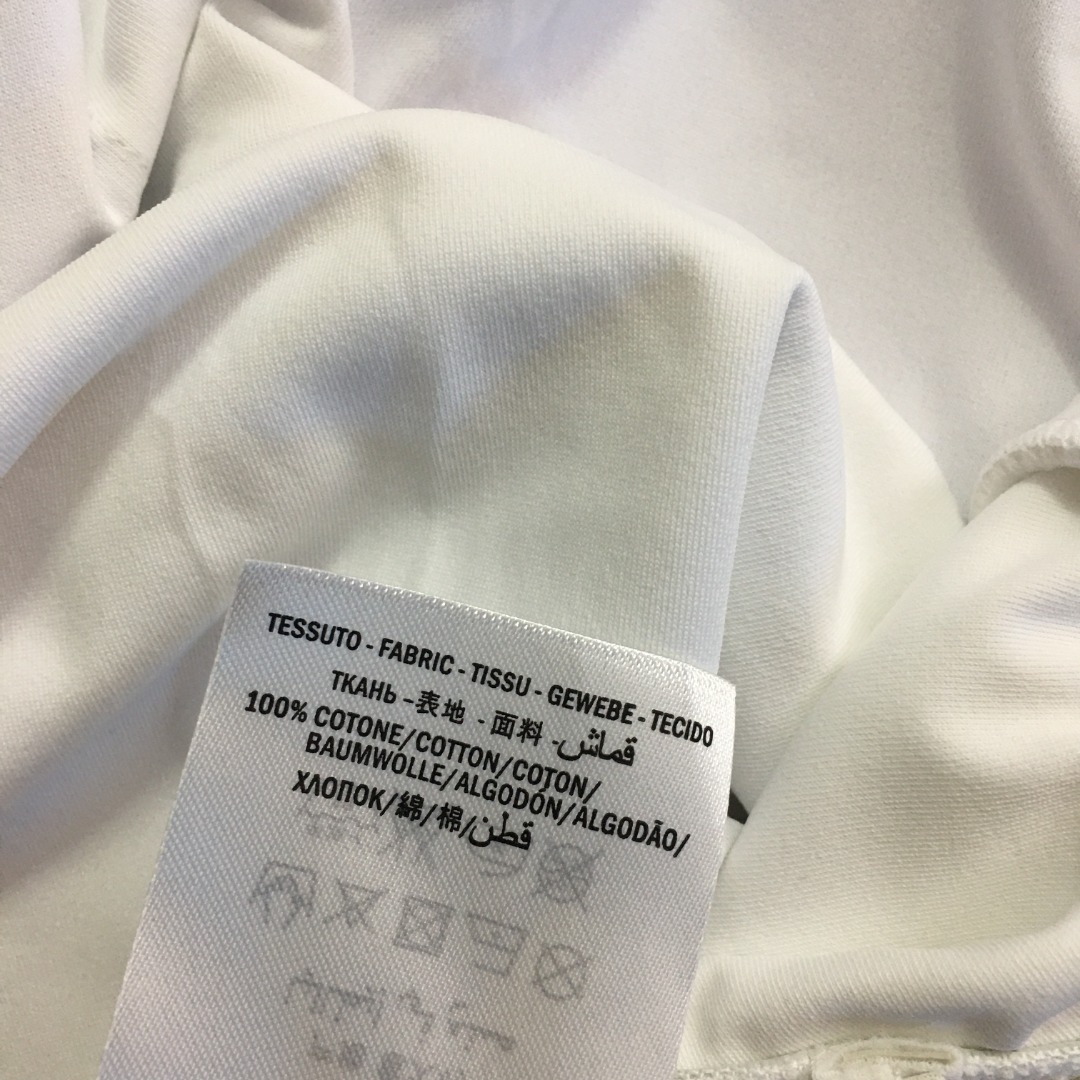 TESSUTO - FABRIC - TISSU - GEWEBE - TECIDO
ТКАНЬ - 表地 - 面料 - قماش
100% COTONE/COTTON/COTON/
BAUMWOLLE/ALGODÓN/ALGODÃO/
ХЛОПОК/綿/棉/قطن